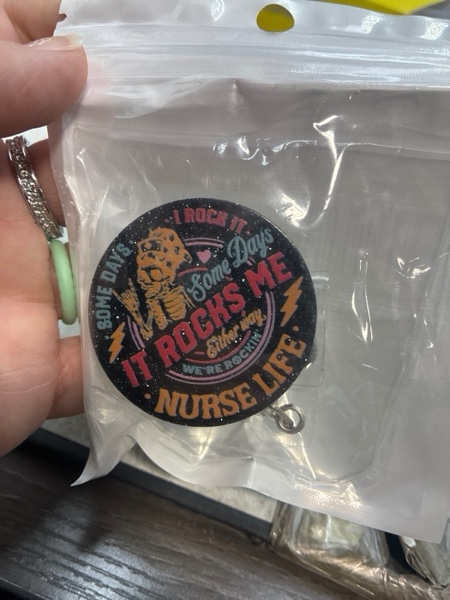 SOME DAYS
· I ROCK IT ·
Some Days
IT ROCKS ME
Either way
WE'RE ROCKIN'
· NURSE LIFE ·